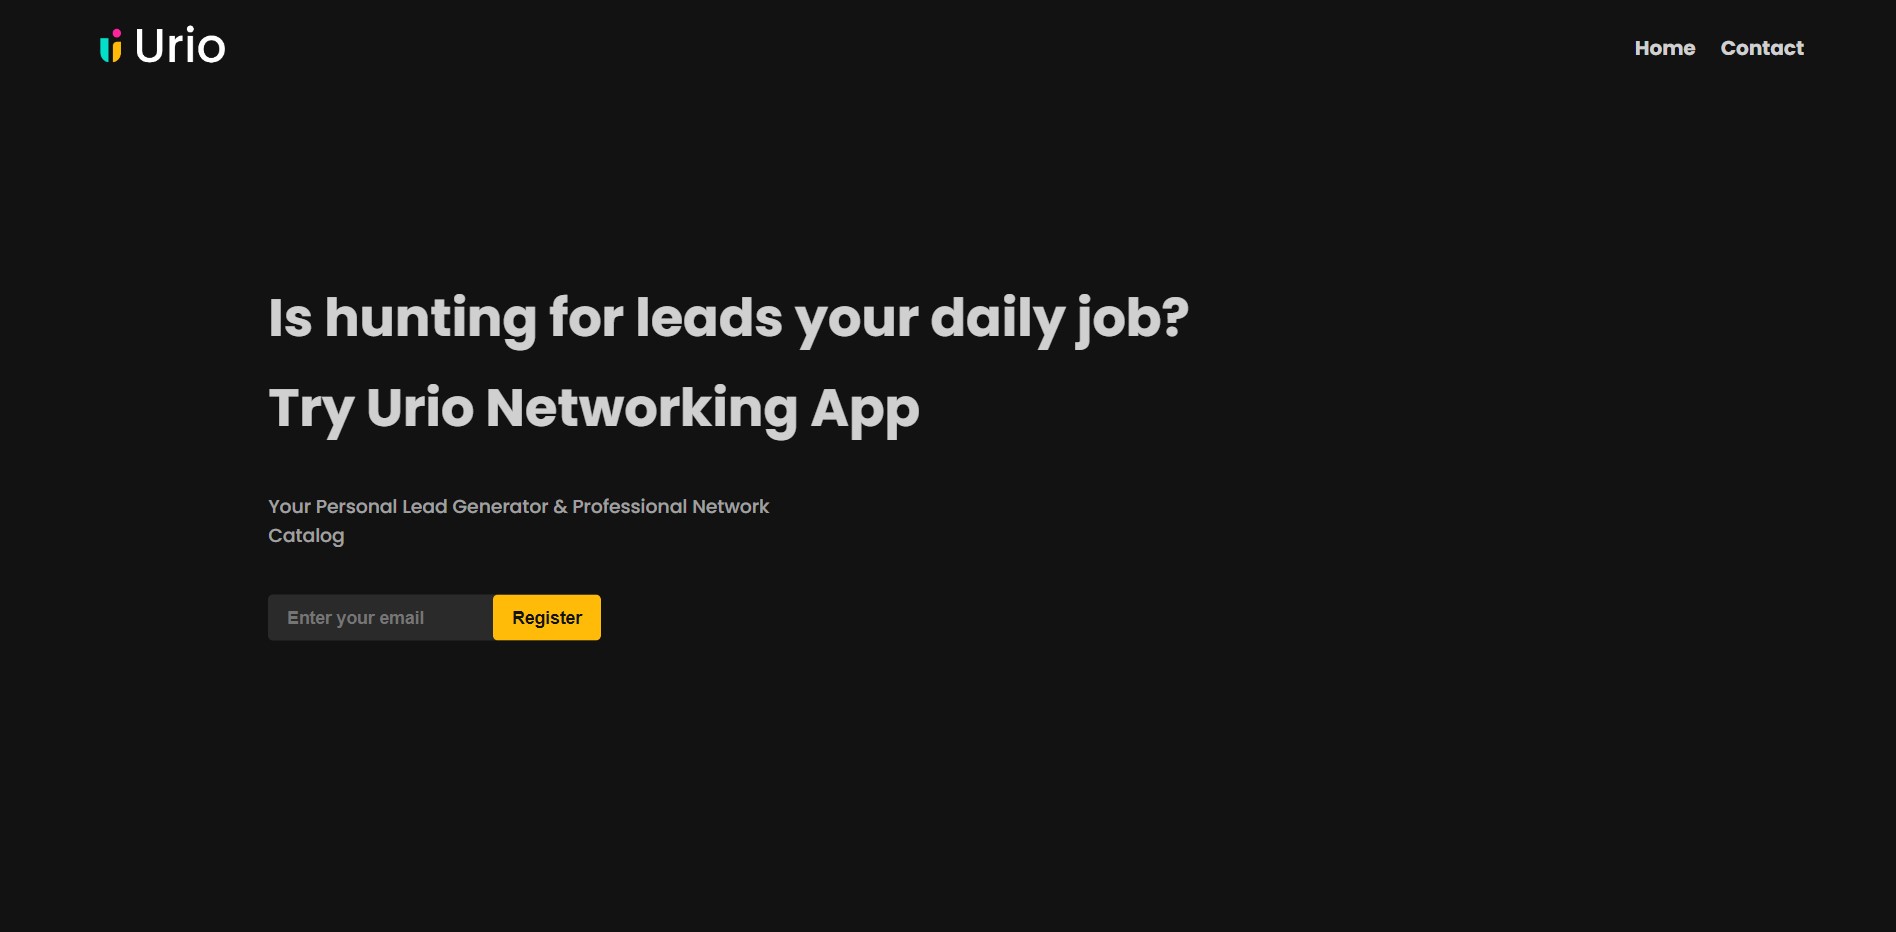 Urio
Home
Contact
Is hunting for leads your daily job?
Try Urio Networking App
Your Personal Lead Generator & Professional Network
Catalog
Enter your email
Register